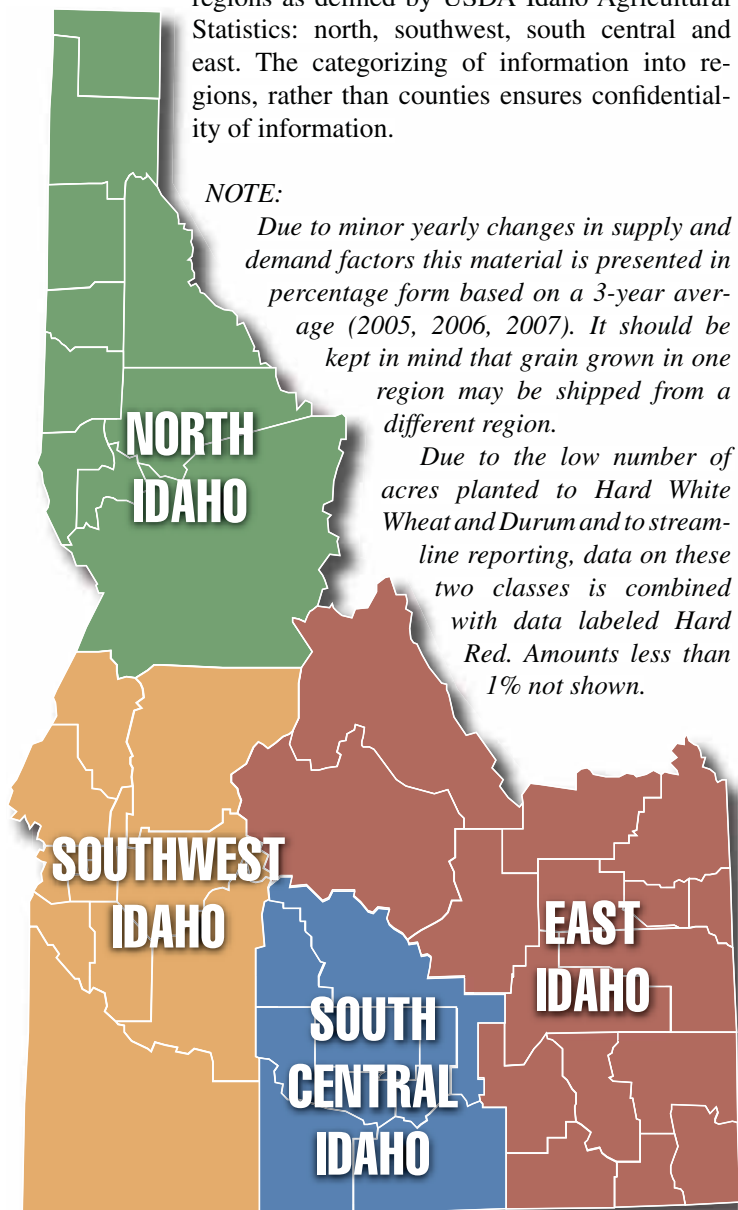 regions as defined by USDA Idaho Agricultural
Statistics: north, southwest, south central and
east. The categorizing of information into re-
gions, rather than counties ensures confidential-
ity of information.
NOTE:
Due to minor yearly changes in supply and
demand factors this material is presented in
percentage form based on a 3-year aver-
age (2005, 2006, 2007). It should be
kept in mind that grain grown in one
region may be shipped from a
different region.
Due to the low number of
acres planted to Hard White
Wheat and Durum and to stream-
line reporting, data on these
two classes is combined
with data labeled Hard
Red. Amounts less than
1% not shown.
NORTH
IDAHO
SOUTHWEST
IDAHO
EAST
IDAHO
SOUTH
CENTRAL
IDAHO